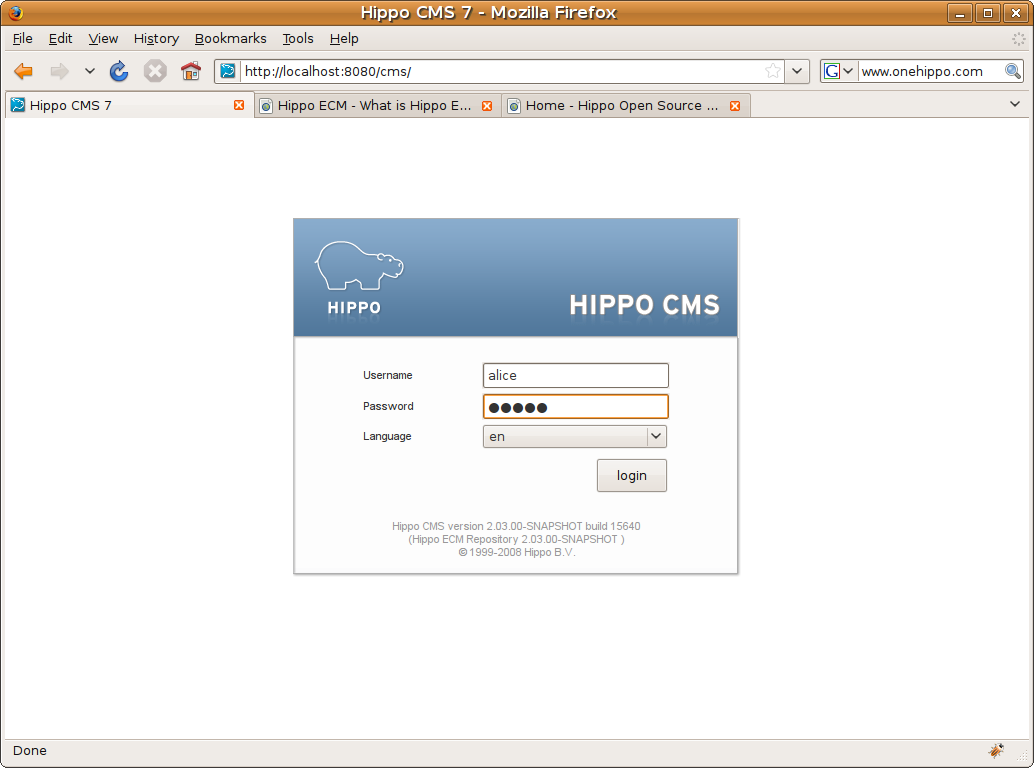 Hippo CMS 7 - Mozilla Firefox
File Edit View History Bookmarks Tools Help
http://localhost:8080/cms/ G www.onehippo.com
Hippo CMS 7 Hippo ECM - What is Hippo E... Home - Hippo Open Source ...
HIPPO
HIPPO CMS
Username alice
Password ●●●●●
Language en
login
Hippo CMS version 2.03.00-SNAPSHOT build 15640
(Hippo ECM Repository 2.03.00-SNAPSHOT )
© 1999-2008 Hippo B.V.
Done